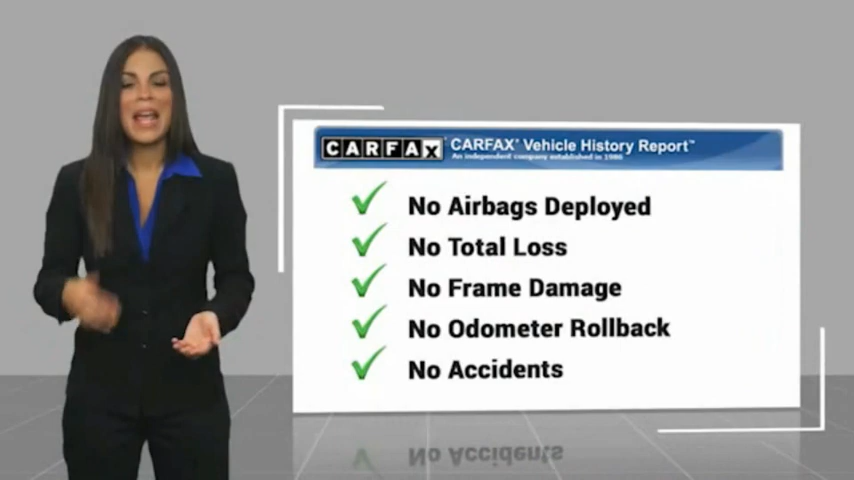 CARFAX CARFAX® Vehicle History Report™
An independent company established in 1986
No Airbags Deployed
No Total Loss
No Frame Damage
No Odometer Rollback
No Accidents
No Accidents